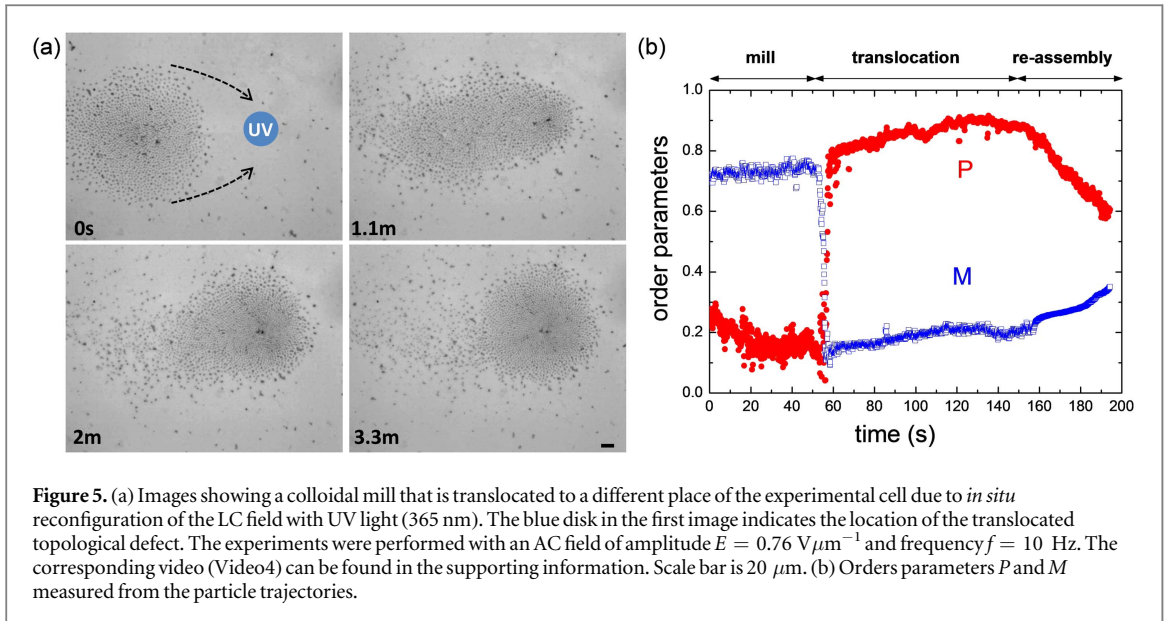 (a)
UV
0s
1.1m
2m
3.3m
(b)
mill translocation re-assembly
1.0
0.8
0.6
0.4
0.2
0.0
order parameters
P
M
0 20 40 60 80 100 120 140 160 180 200
time (s)
Figure 5. (a) Images showing a colloidal mill that is translocated to a different place of the experimental cell due to in situ
reconfiguration of the LC field with UV light (365 nm). The blue disk in the first image indicates the location of the translocated
topological defect. The experiments were performed with an AC field of amplitude E = 0.76 Vμm⁻¹ and frequency f = 10 Hz. The
corresponding video (Video4) can be found in the supporting information. Scale bar is 20 μm. (b) Orders parameters P and M
measured from the particle trajectories.